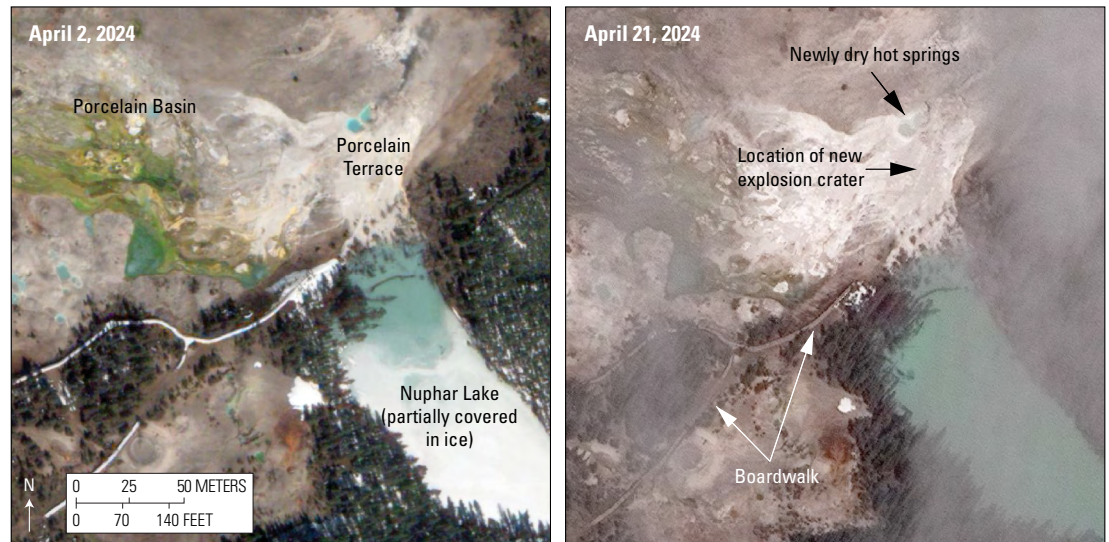 April 2, 2024
Porcelain Basin
Porcelain
Terrace
Nuphar Lake
(partially covered
in ice)
N
0 25 50 METERS
0 70 140 FEET
April 21, 2024
Newly dry hot springs
Location of new
explosion crater
Boardwalk